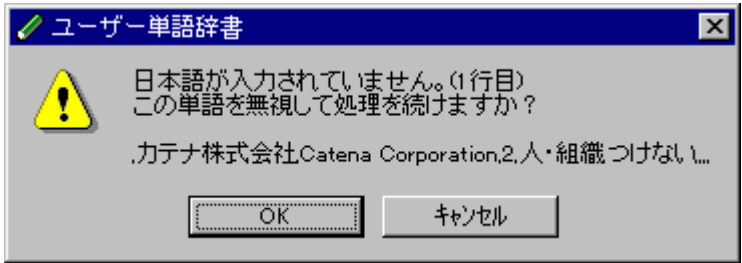 ユーザー単語辞書
日本語が入力されていません。(1行目)
この単語を無視して処理を続けますか？
,カテナ株式会社Catena Corporation,2,人・組織つけない,...
OK
キャンセル